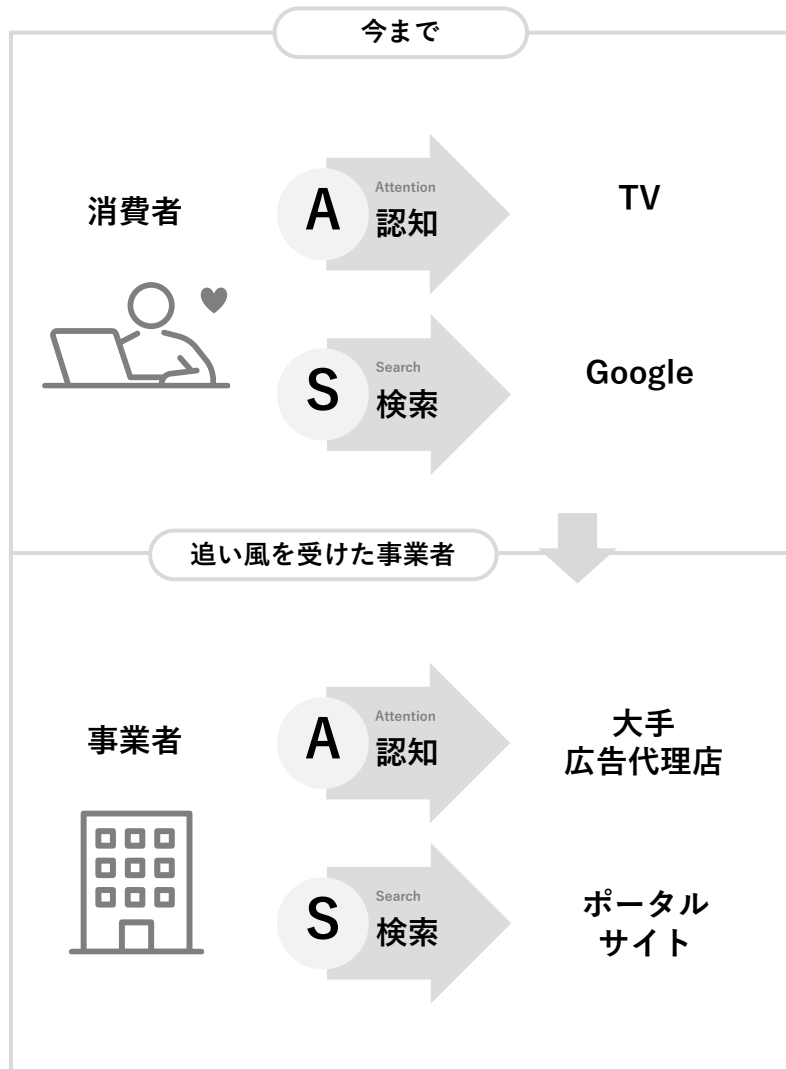 今まで
消費者
A
Attention
認知
TV
S
Search
検索
Google
追い風を受けた事業者
事業者
A
Attention
認知
大手
広告代理店
S
Search
検索
ポータル
サイト